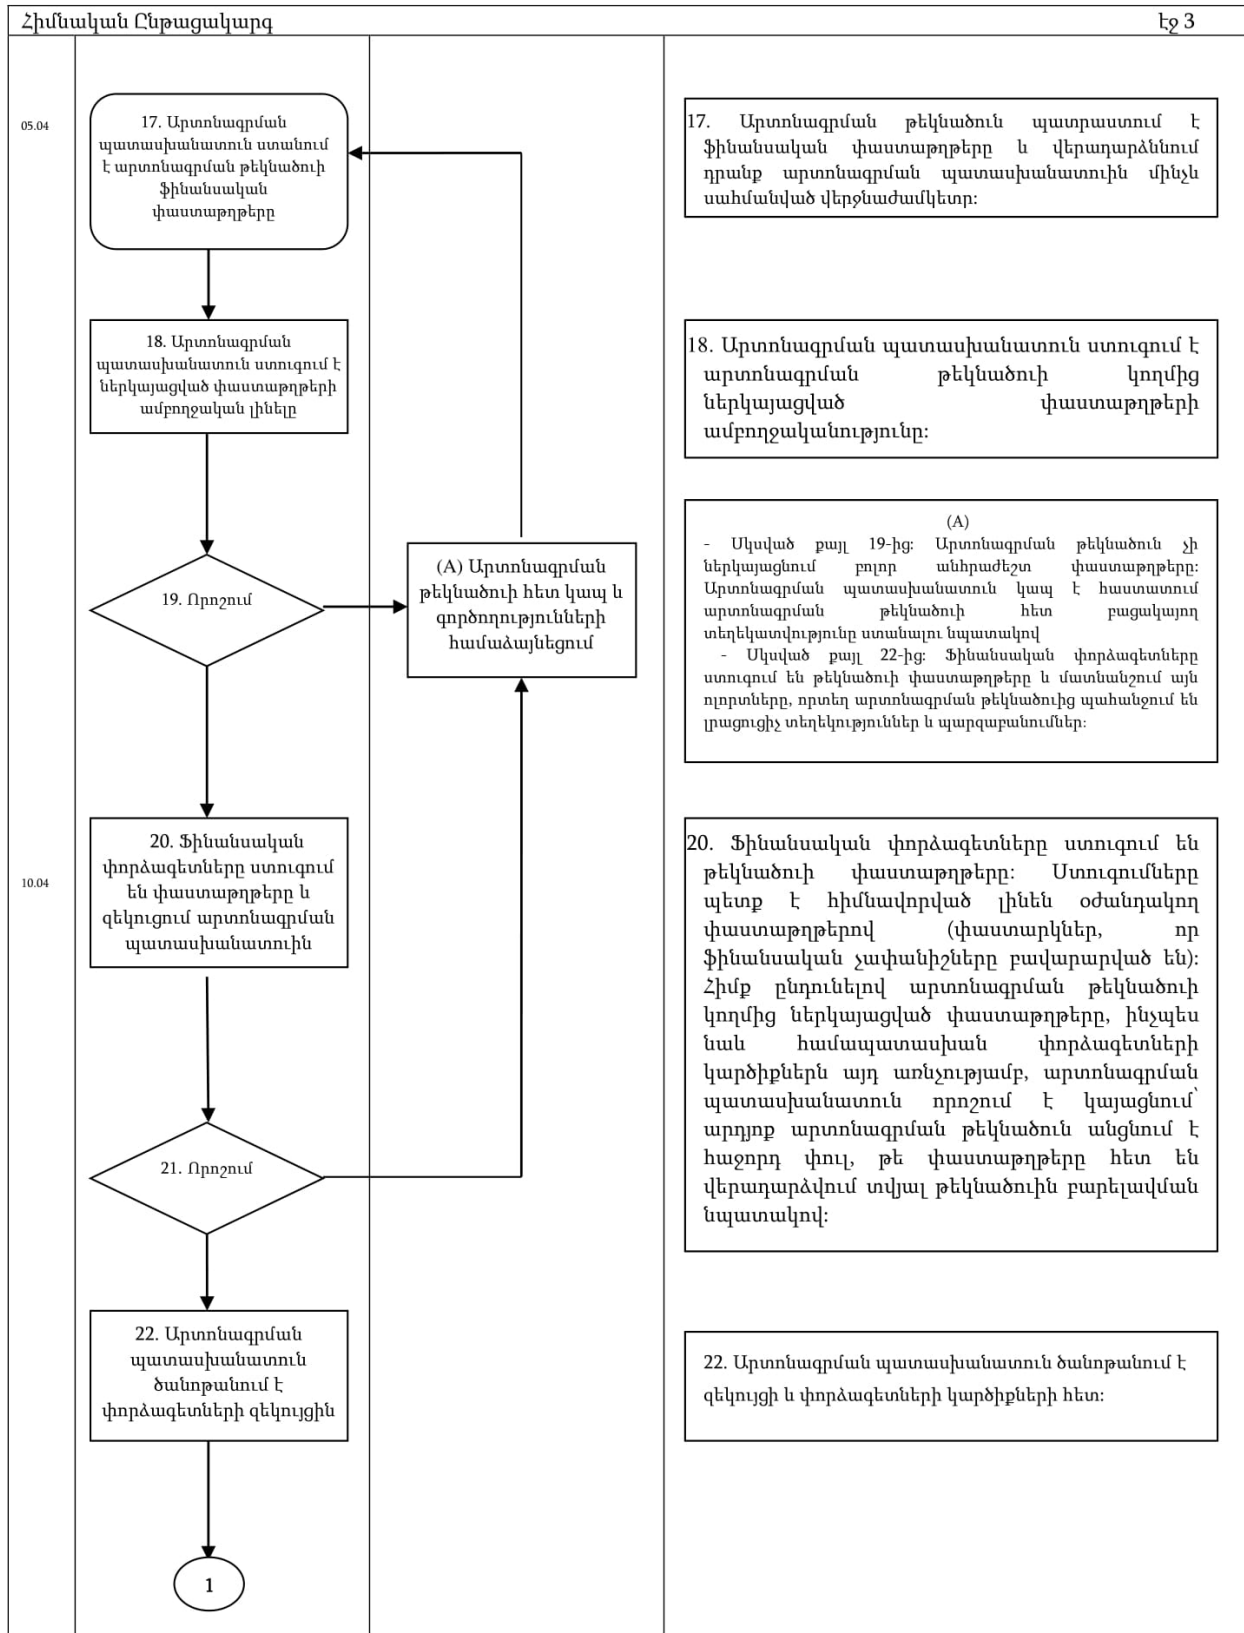 Հիմնական Ընթացակարգ
էջ 3
05.04
17. Արտոնագրման
պատասխանատուն ստանում
է արտոնագրման թեկնածուի
ֆինանսական
փաստաթղթերը
17. Արտոնագրման թեկնածուն պատրաստում է
ֆինանսական փաստաթղթերը և վերադարձննում
դրանք արտոնագրման պատասխանատուին մինչև
սահմանված վերջնաժամկետր:
18. Արտոնագրման
պատասխանատուն ստուգում է
ներկայացված փաստաթղթերի
ամբողջական լինելը
18. Արտոնագրման պատասխանատուն ստուգում է
արտոնագրման թեկնածուի կողմից
ներկայացված փաստաթղթերի
ամբողջականությունը:
19. Որոշում
(A) Արտոնագրման
թեկնածուի հետ կապ և
գործողությունների
համաձայնեցում
(A)
- Սկսված քայլ 19-ից: Արտոնագրման թեկնածուն չի
ներկայացնում բոլոր անհրաժեշտ փաստաթղթերը:
Արտոնագրման պատասխանատուն կապ է հաստատում
արտոնագրման թեկնածուի հետ բացակայող
տեղեկատվությունը ստանալու նպատակով
- Սկսված քայլ 22-ից: Ֆինանսական փորձագետները
ստուգում են թեկնածուի փաստաթղթերը և մատնանշում այն
ոլորտները, որտեղ արտոնագրման թեկնածուից պահանջում են
լրացուցիչ տեղեկություններ և պարզաբանումներ:
20. Ֆինանսական
փորձագետները ստուգում
են փաստաթղթերը և
զեկուցում արտոնագրման
պատասխանատուին
10.04
20. Ֆինանսական փորձագետները ստուգում են
թեկնածուի փաստաթղթերը: Ստուգումները
պետք է հիմնավորված լինեն օժանդակող
փաստաթղթերով (փաստարկներ, որ
ֆինանսական չափանիշները բավարարված են):
Հիմք ընդունելով արտոնագրման թեկնածուի
կողմից ներկայացված փաստաթղթերը, ինչպես
նաև համապատասխան փորձագետների
կարծիքներն այդ առնչությամբ, արտոնագրման
պատասխանատուն որոշում է կայացնում՝
արդյոք արտոնագրման թեկնածուն անցնում է
հաջորդ փուլ, թե փաստաթղթերը հետ են
վերադարձվում տվյալ թեկնածուին բարելավման
նպատակով:
21. Որոշում
22. Արտոնագրման
պատասխանատուն
ծանոթանում է
փորձագետների զեկույցին
22. Արտոնագրման պատասխանատուն ծանոթանում է
զեկույցի և փորձագետների կարծիքների հետ:
1